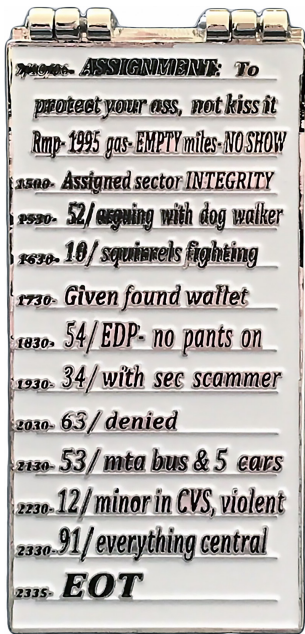 ASSIGNMENT: To
protect your ass, not kiss it
Rmp- 1995 gas- EMPTY miles- NO SHOW
1500- Assigned sector INTEGRITY
1530- 52/ arguing with dog walker
1630- 10/ squirrels fighting
1730- Given found wallet
1830- 54/ EDP- no pants on
1930- 34/ with sec scammer
2030- 63/ denied
2130- 53/ mta bus & 5 cars
2230- 12/ minor in CVS, violent
2330- 91/ everything central
2335- EOT